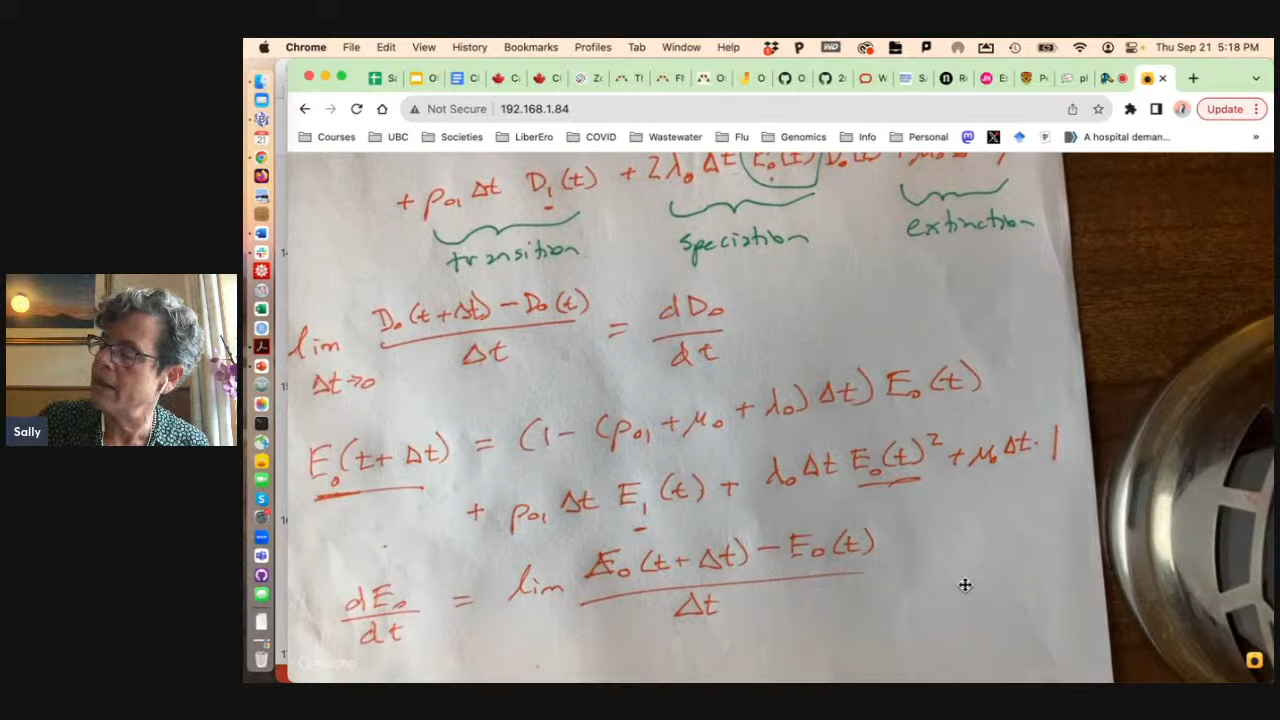 Chrome File Edit View History Bookmarks Profiles Tab Window Help Thu Sep 21 5:18 PM
Not Secure 192.168.1.84 Update
Courses UBC Societies LiberEro COVID Wastewater Flu Genomics Info Personal A hospital deman...
+ p₀₁ Δt D₁(t) + 2λ₀ Δt E₀(t) D₀(t)
transition speciation extinction
lim Δt→0 (D₀(t+Δt) − D₀(t)) / Δt = dD₀/dt
E₀(t+Δt) = (1 − (p₀₁ + μ₀ + λ₀) Δt) E₀(t)
+ p₀₁ Δt E₁(t) + λ₀ Δt E₀(t)² + μ₀ Δt · 1
dE₀/dt = lim (E₀(t+Δt) − E₀(t)) / Δt
Sally